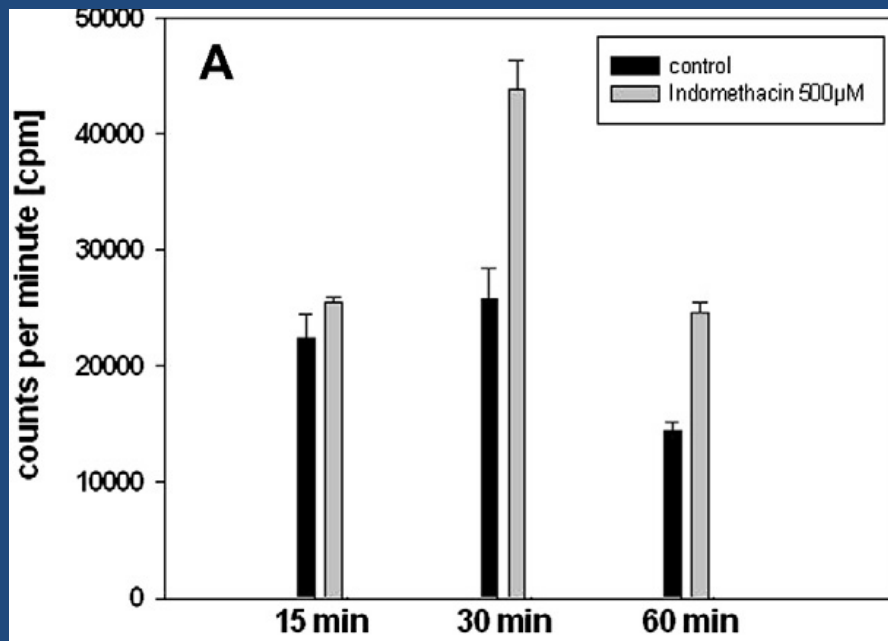 50000
A
control
Indomethacin 500µM
40000
counts per minute [cpm]
30000
20000
10000
0
15 min 30 min 60 min